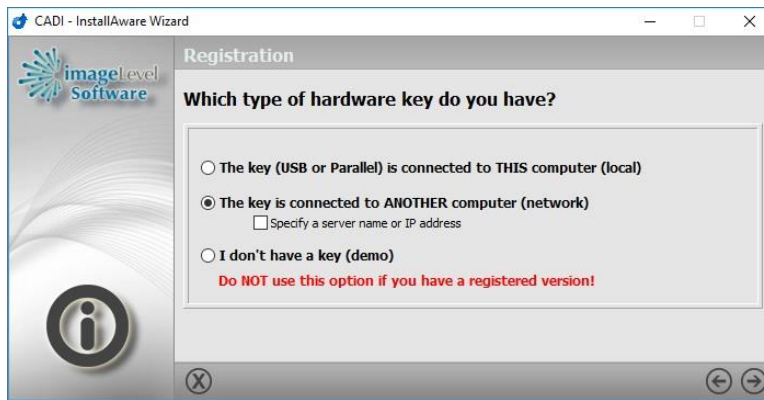 CADI - InstallAware Wizard
imageLevel
Software
Registration
Which type of hardware key do you have?
The key (USB or Parallel) is connected to THIS computer (local)
The key is connected to ANOTHER computer (network)
Specify a server name or IP address
I don't have a key (demo)
Do NOT use this option if you have a registered version!